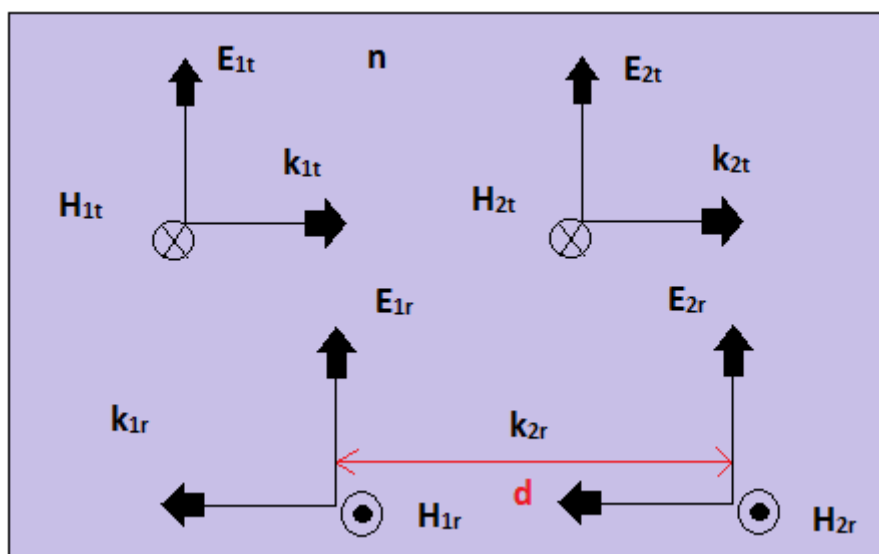 E1t n E2t
k1t k2t
H1t H2t
E1r E2r
k1r k2r
d
H1r H2r